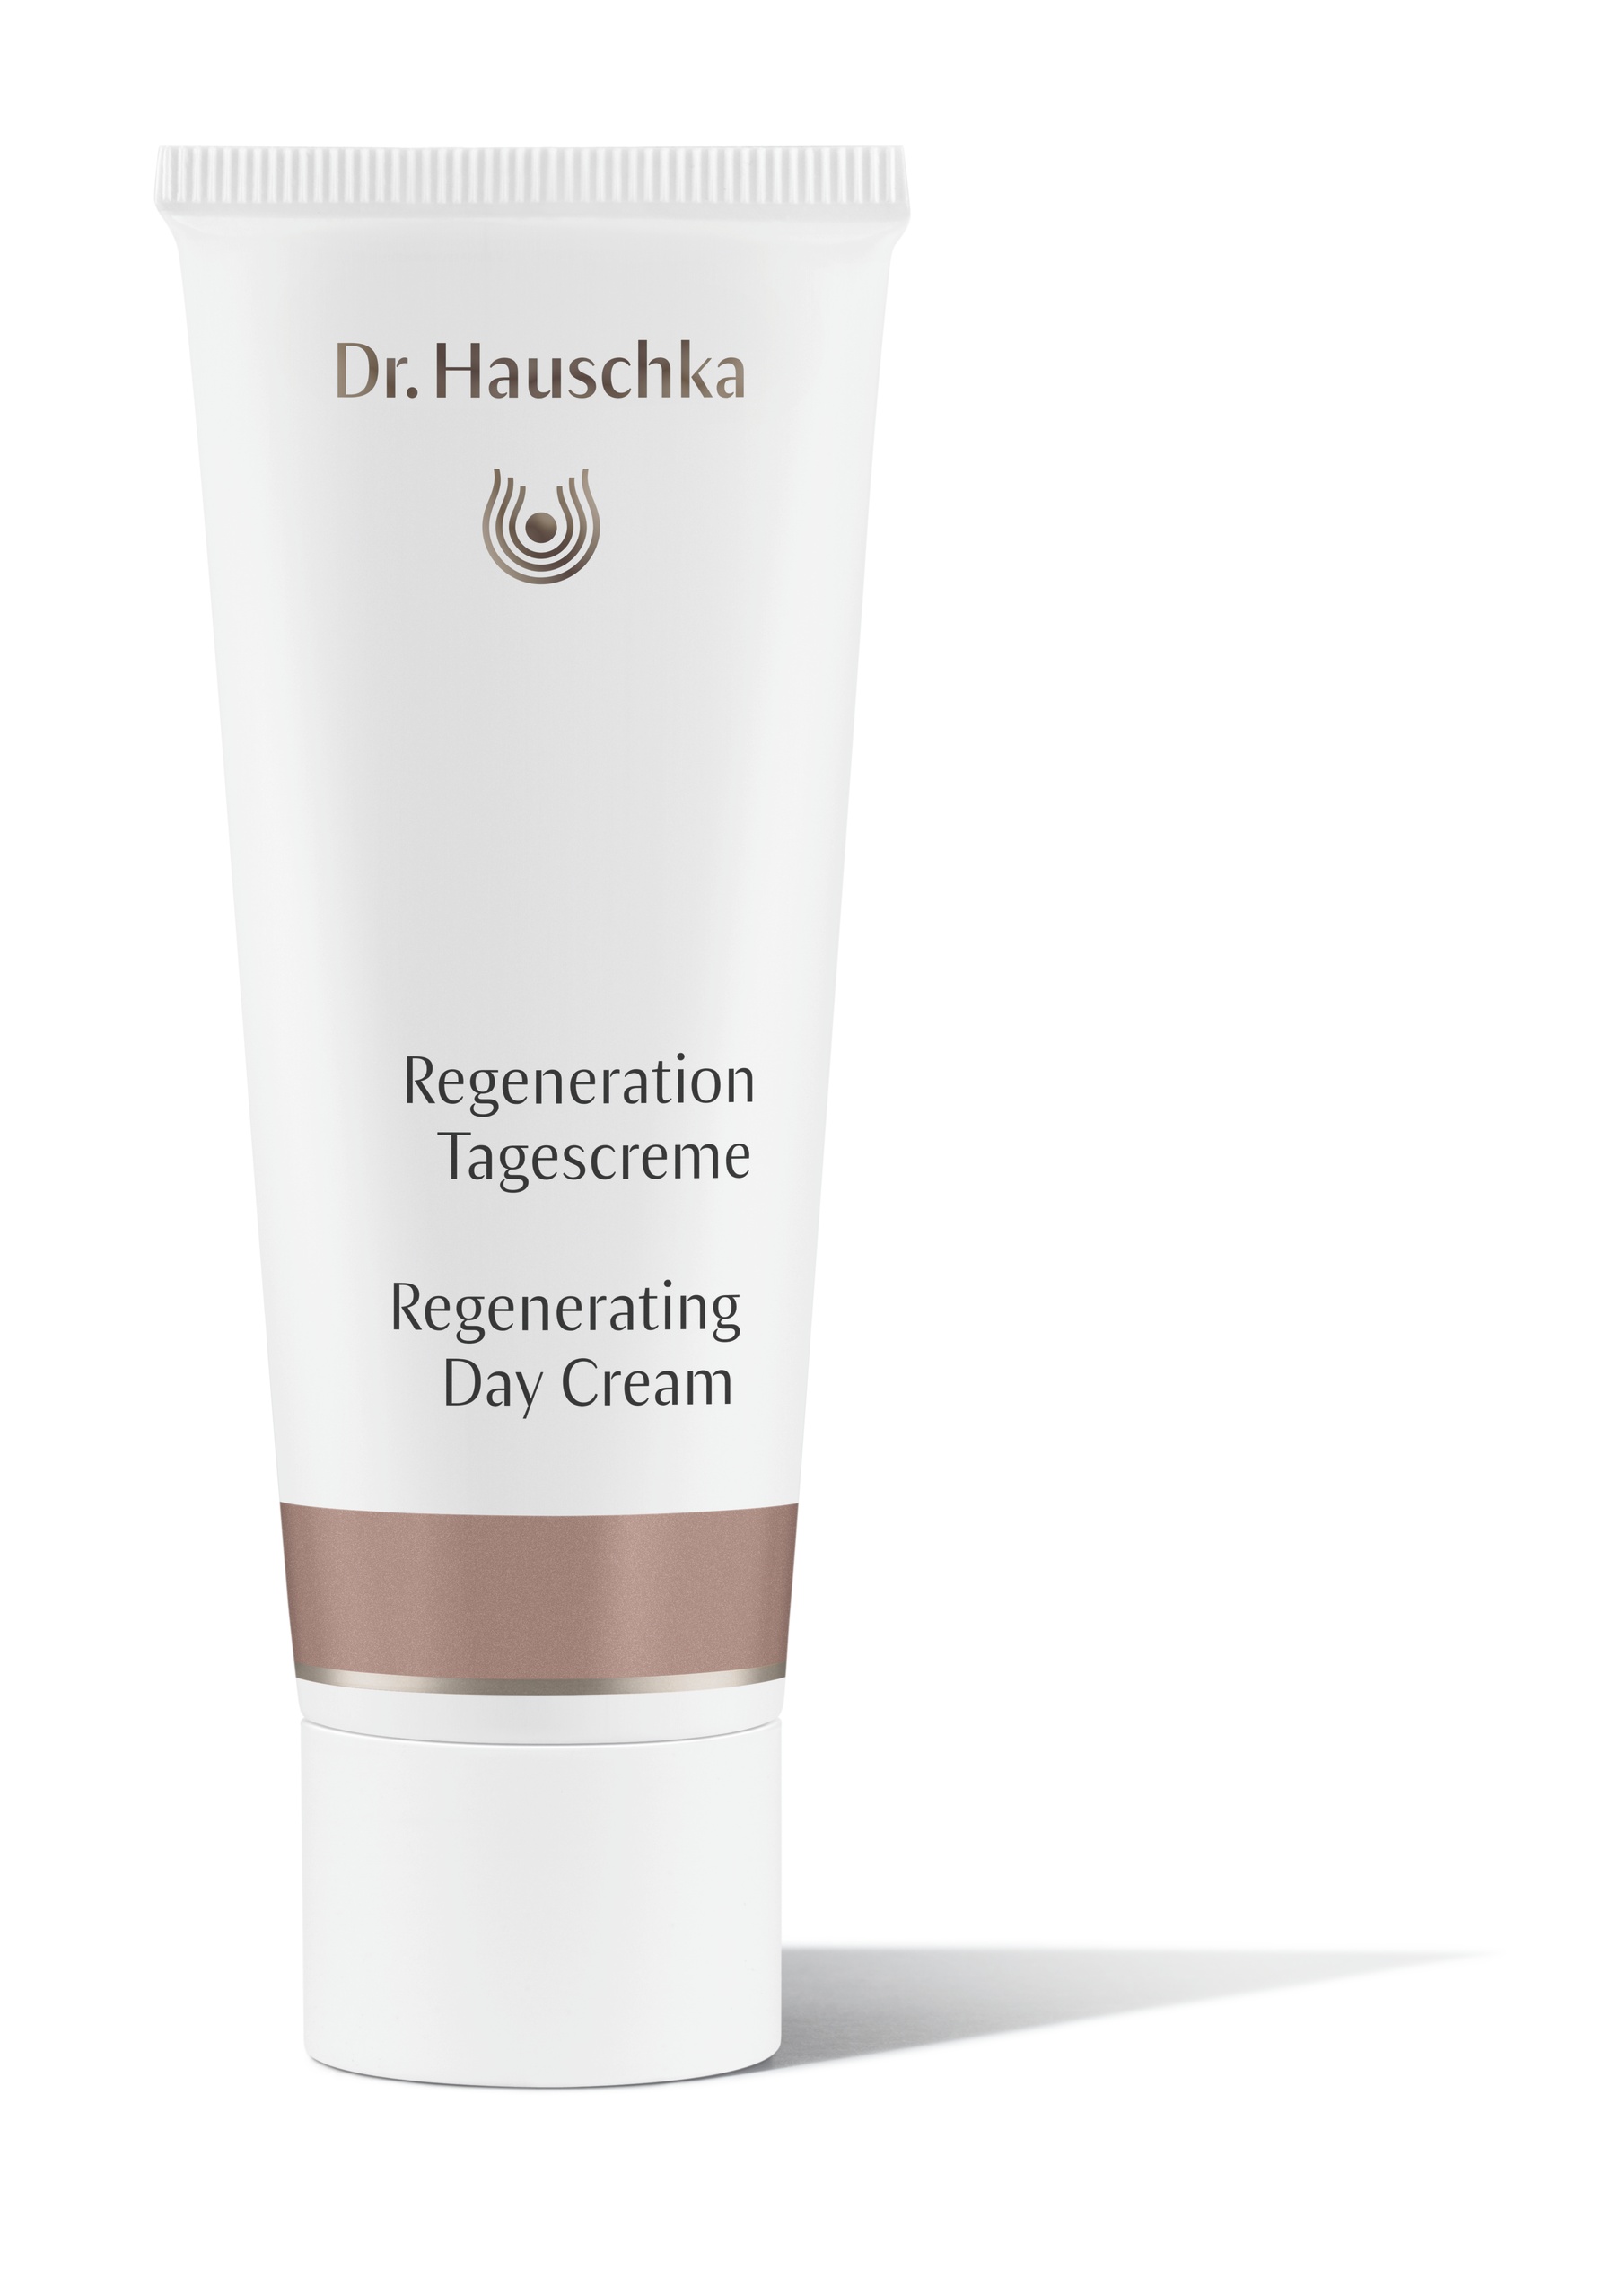 Dr. Hauschka
Regeneration
Tagescreme
Regenerating
Day Cream